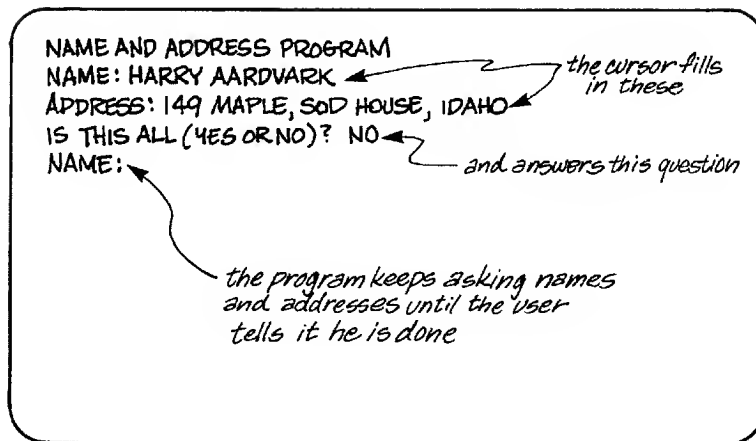 NAME AND ADDRESS PROGRAM
NAME: HARRY AARDVARK
ADDRESS: 149 MAPLE, SOD HOUSE, IDAHO
IS THIS ALL (YES OR NO)? NO
NAME:
the cursor fills
in these
and answers this question
the program keeps asking names
and addresses until the user
tells it he is done